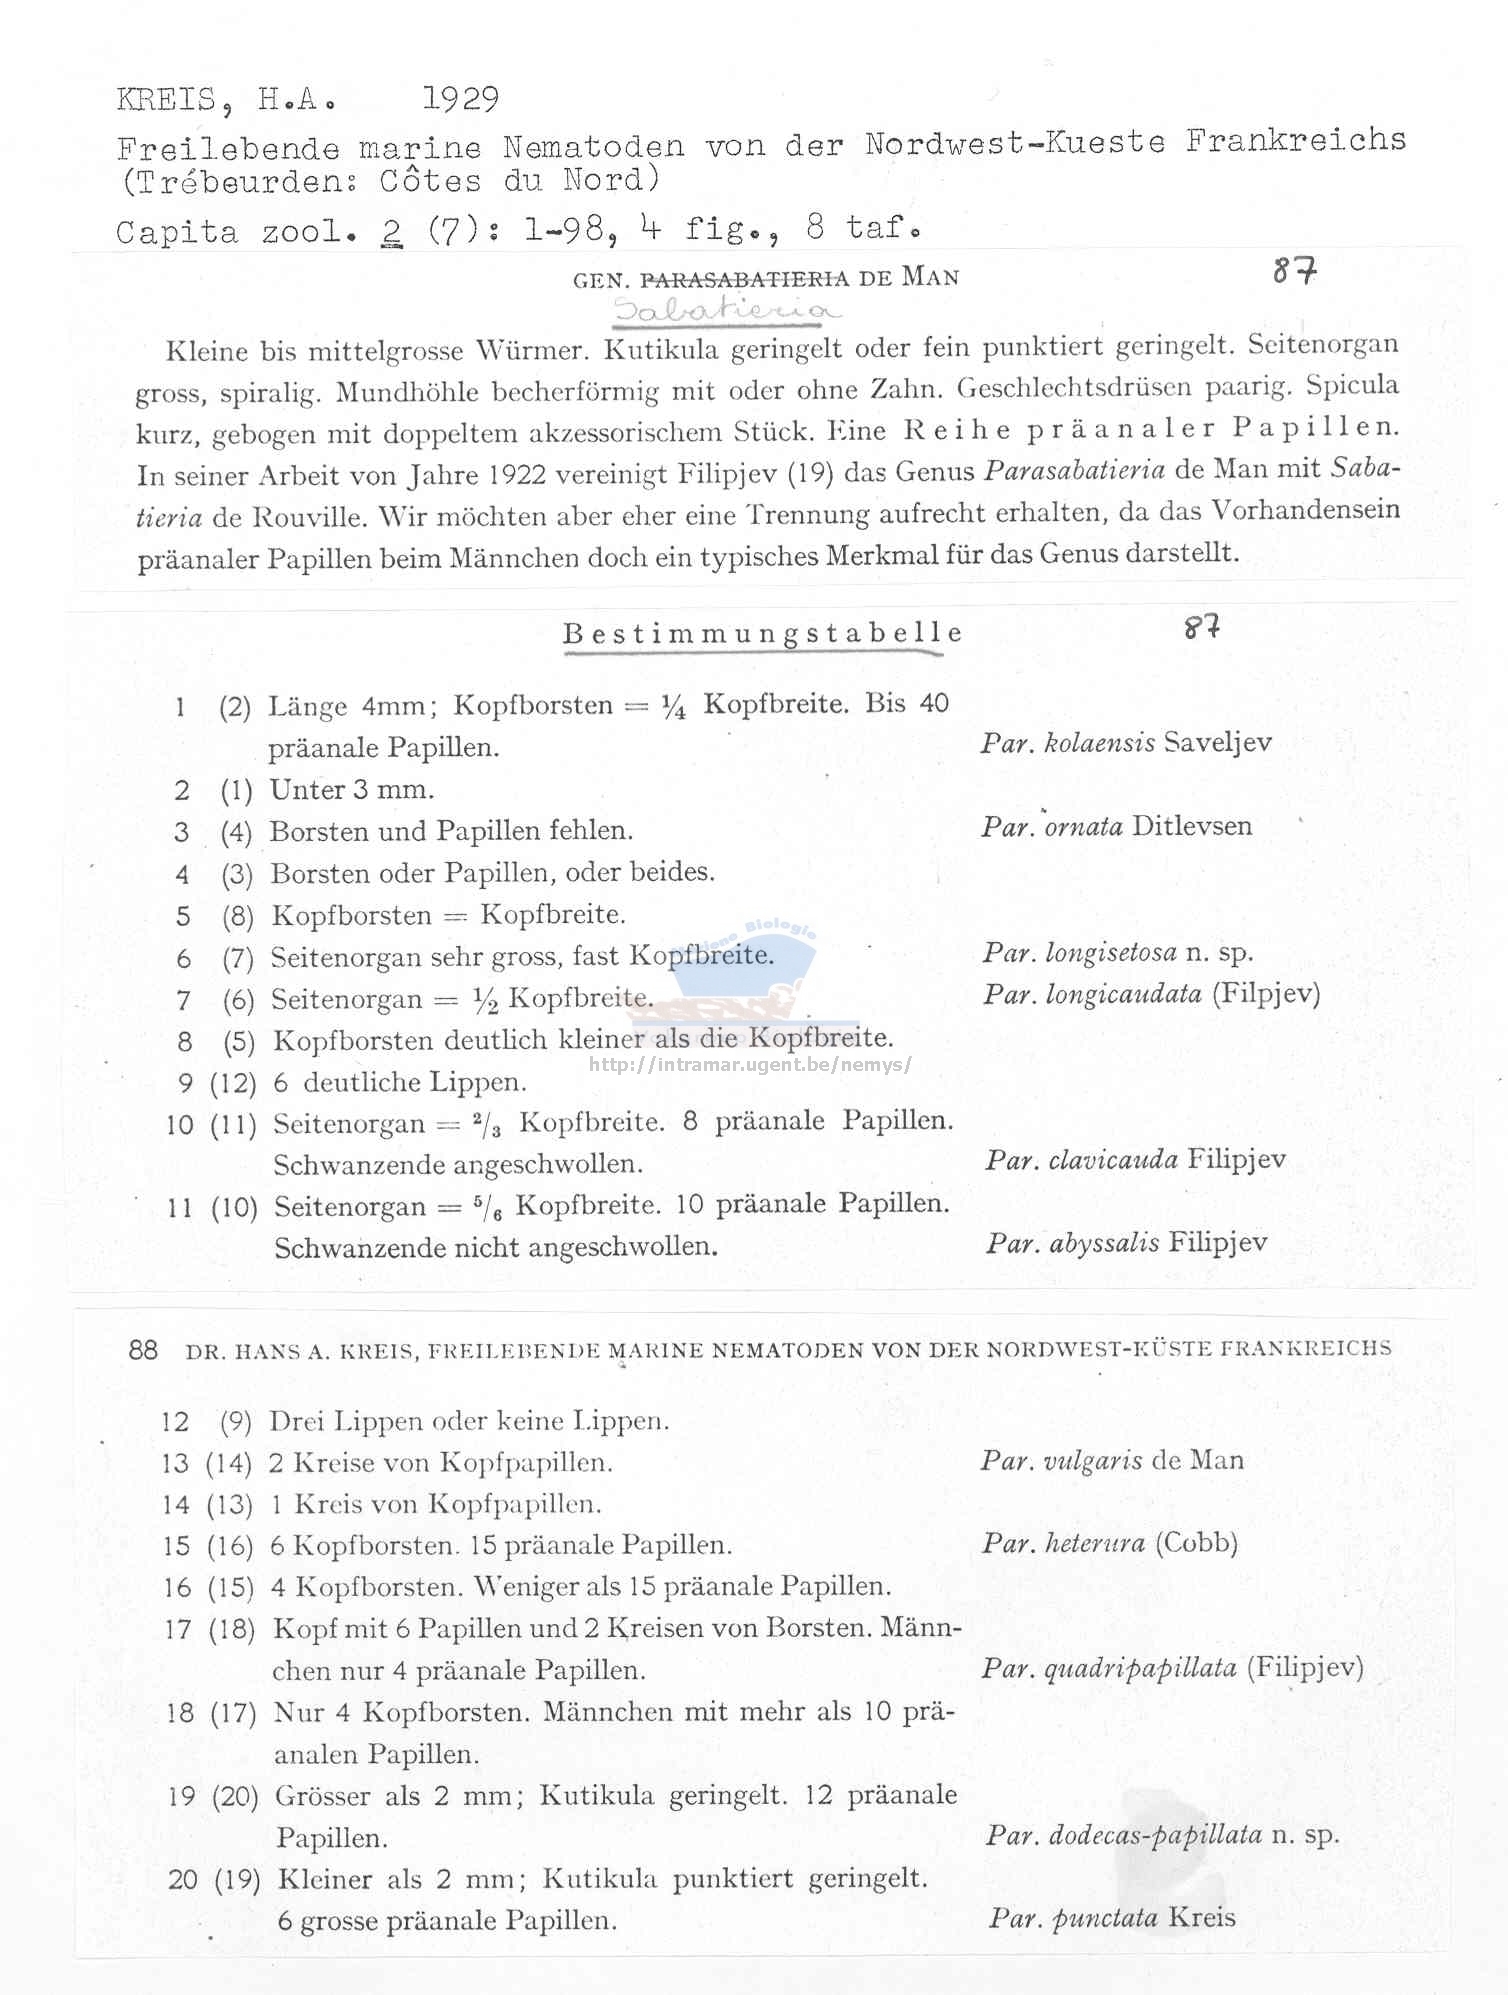 KREIS, H.A. 1929
Freilebende marine Nematoden von der Nordwest-Kueste Frankreichs
(Trébeurden: Côtes du Nord)
Capita zool. 2 (7): 1-98, 4 fig., 8 taf.
GEN. PARASABATIERIA DE MAN 87
Sabatieria
Kleine bis mittelgrosse Würmer. Kutikula geringelt oder fein punktiert geringelt. Seitenorgan
gross, spiralig. Mundhöhle becherförmig mit oder ohne Zahn. Geschlechtsdrüsen paarig. Spicula
kurz, gebogen mit doppeltem akzessorischem Stück. Eine Reihe präanaler Papillen.
In seiner Arbeit von Jahre 1922 vereinigt Filipjev (19) das Genus Parasabatieria de Man mit Saba-
tieria de Rouville. Wir möchten aber eher eine Trennung aufrecht erhalten, da das Vorhandensein
präanaler Papillen beim Männchen doch ein typisches Merkmal für das Genus darstellt.
Bestimmungstabelle 87
1 (2) Länge 4mm; Kopfborsten = ¼ Kopfbreite. Bis 40
präanale Papillen. Par. kolaensis Saveljev
2 (1) Unter 3 mm.
3 (4) Borsten und Papillen fehlen. Par. ornata Ditlevsen
4 (3) Borsten oder Papillen, oder beides.
5 (8) Kopfborsten = Kopfbreite.
6 (7) Seitenorgan sehr gross, fast Kopfbreite. Par. longisetosa n. sp.
7 (6) Seitenorgan = ½ Kopfbreite. Par. longicaudata (Filpjev)
8 (5) Kopfborsten deutlich kleiner als die Kopfbreite.
http://intramar.ugent.be/nemys/
9 (12) 6 deutliche Lippen.
10 (11) Seitenorgan = 2/3 Kopfbreite. 8 präanale Papillen.
Schwanzende angeschwollen. Par. clavicauda Filipjev
11 (10) Seitenorgan = 5/6 Kopfbreite. 10 präanale Papillen.
Schwanzende nicht angeschwollen. Par. abyssalis Filipjev
88 DR. HANS A. KREIS, FREILEBENDE MARINE NEMATODEN VON DER NORDWEST-KÜSTE FRANKREICHS
12 (9) Drei Lippen oder keine Lippen.
13 (14) 2 Kreise von Kopfpapillen. Par. vulgaris de Man
14 (13) 1 Kreis von Kopfpapillen.
15 (16) 6 Kopfborsten. 15 präanale Papillen. Par. heterura (Cobb)
16 (15) 4 Kopfborsten. Weniger als 15 präanale Papillen.
17 (18) Kopf mit 6 Papillen und 2 Kreisen von Borsten. Männ-
chen nur 4 präanale Papillen. Par. quadripapillata (Filipjev)
18 (17) Nur 4 Kopfborsten. Männchen mit mehr als 10 prä-
analen Papillen.
19 (20) Grösser als 2 mm; Kutikula geringelt. 12 präanale
Papillen. Par. dodecas-papillata n. sp.
20 (19) Kleiner als 2 mm; Kutikula punktiert geringelt.
6 grosse präanale Papillen. Par. punctata Kreis